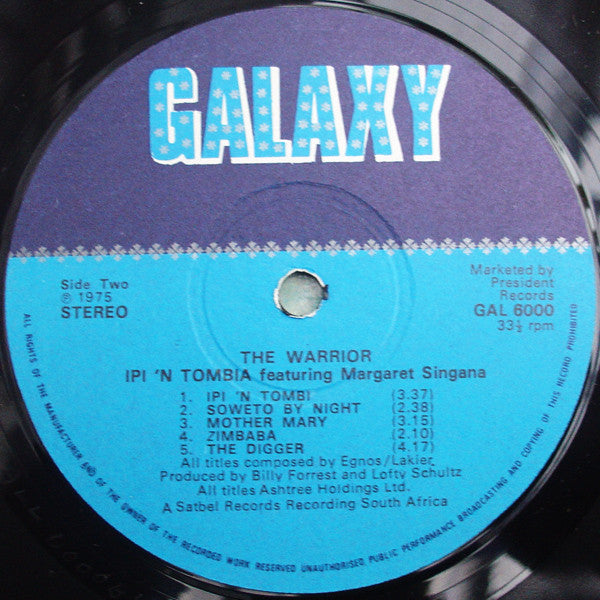 GALAXY
Side Two
℗ 1975
STEREO
Marketed by
President
Records
GAL 6000
33⅓ rpm
THE WARRIOR
IPI 'N TOMBIA featuring Margaret Singana
1. IPI 'N TOMBI (3.37)
2. SOWETO BY NIGHT (2.38)
3. MOTHER MARY (3.15)
4. ZIMBABA (2.10)
5. THE DIGGER (4.17)
All titles composed by Egnos/Lakier
Produced by Billy Forrest and Lofty Schultz
All titles Ashtree Holdings Ltd.
A Satbel Records Recording South Africa
ALL RIGHTS OF THE MANUFACTURER AND OF THE OWNER OF THE RECORDED WORK RESERVED UNAUTHORISED PUBLIC PERFORMANCE BROADCASTING AND COPYING OF THIS RECORD PROHIBITED